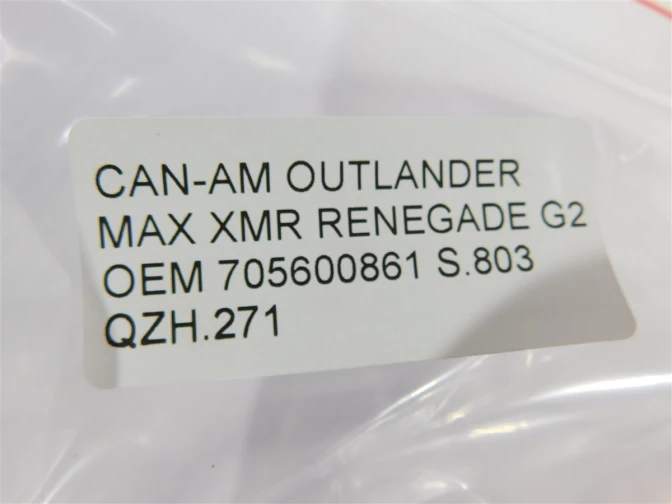 CAN-AM OUTLANDER
MAX XMR RENEGADE G2
OEM 705600861 S.803
QZH.271